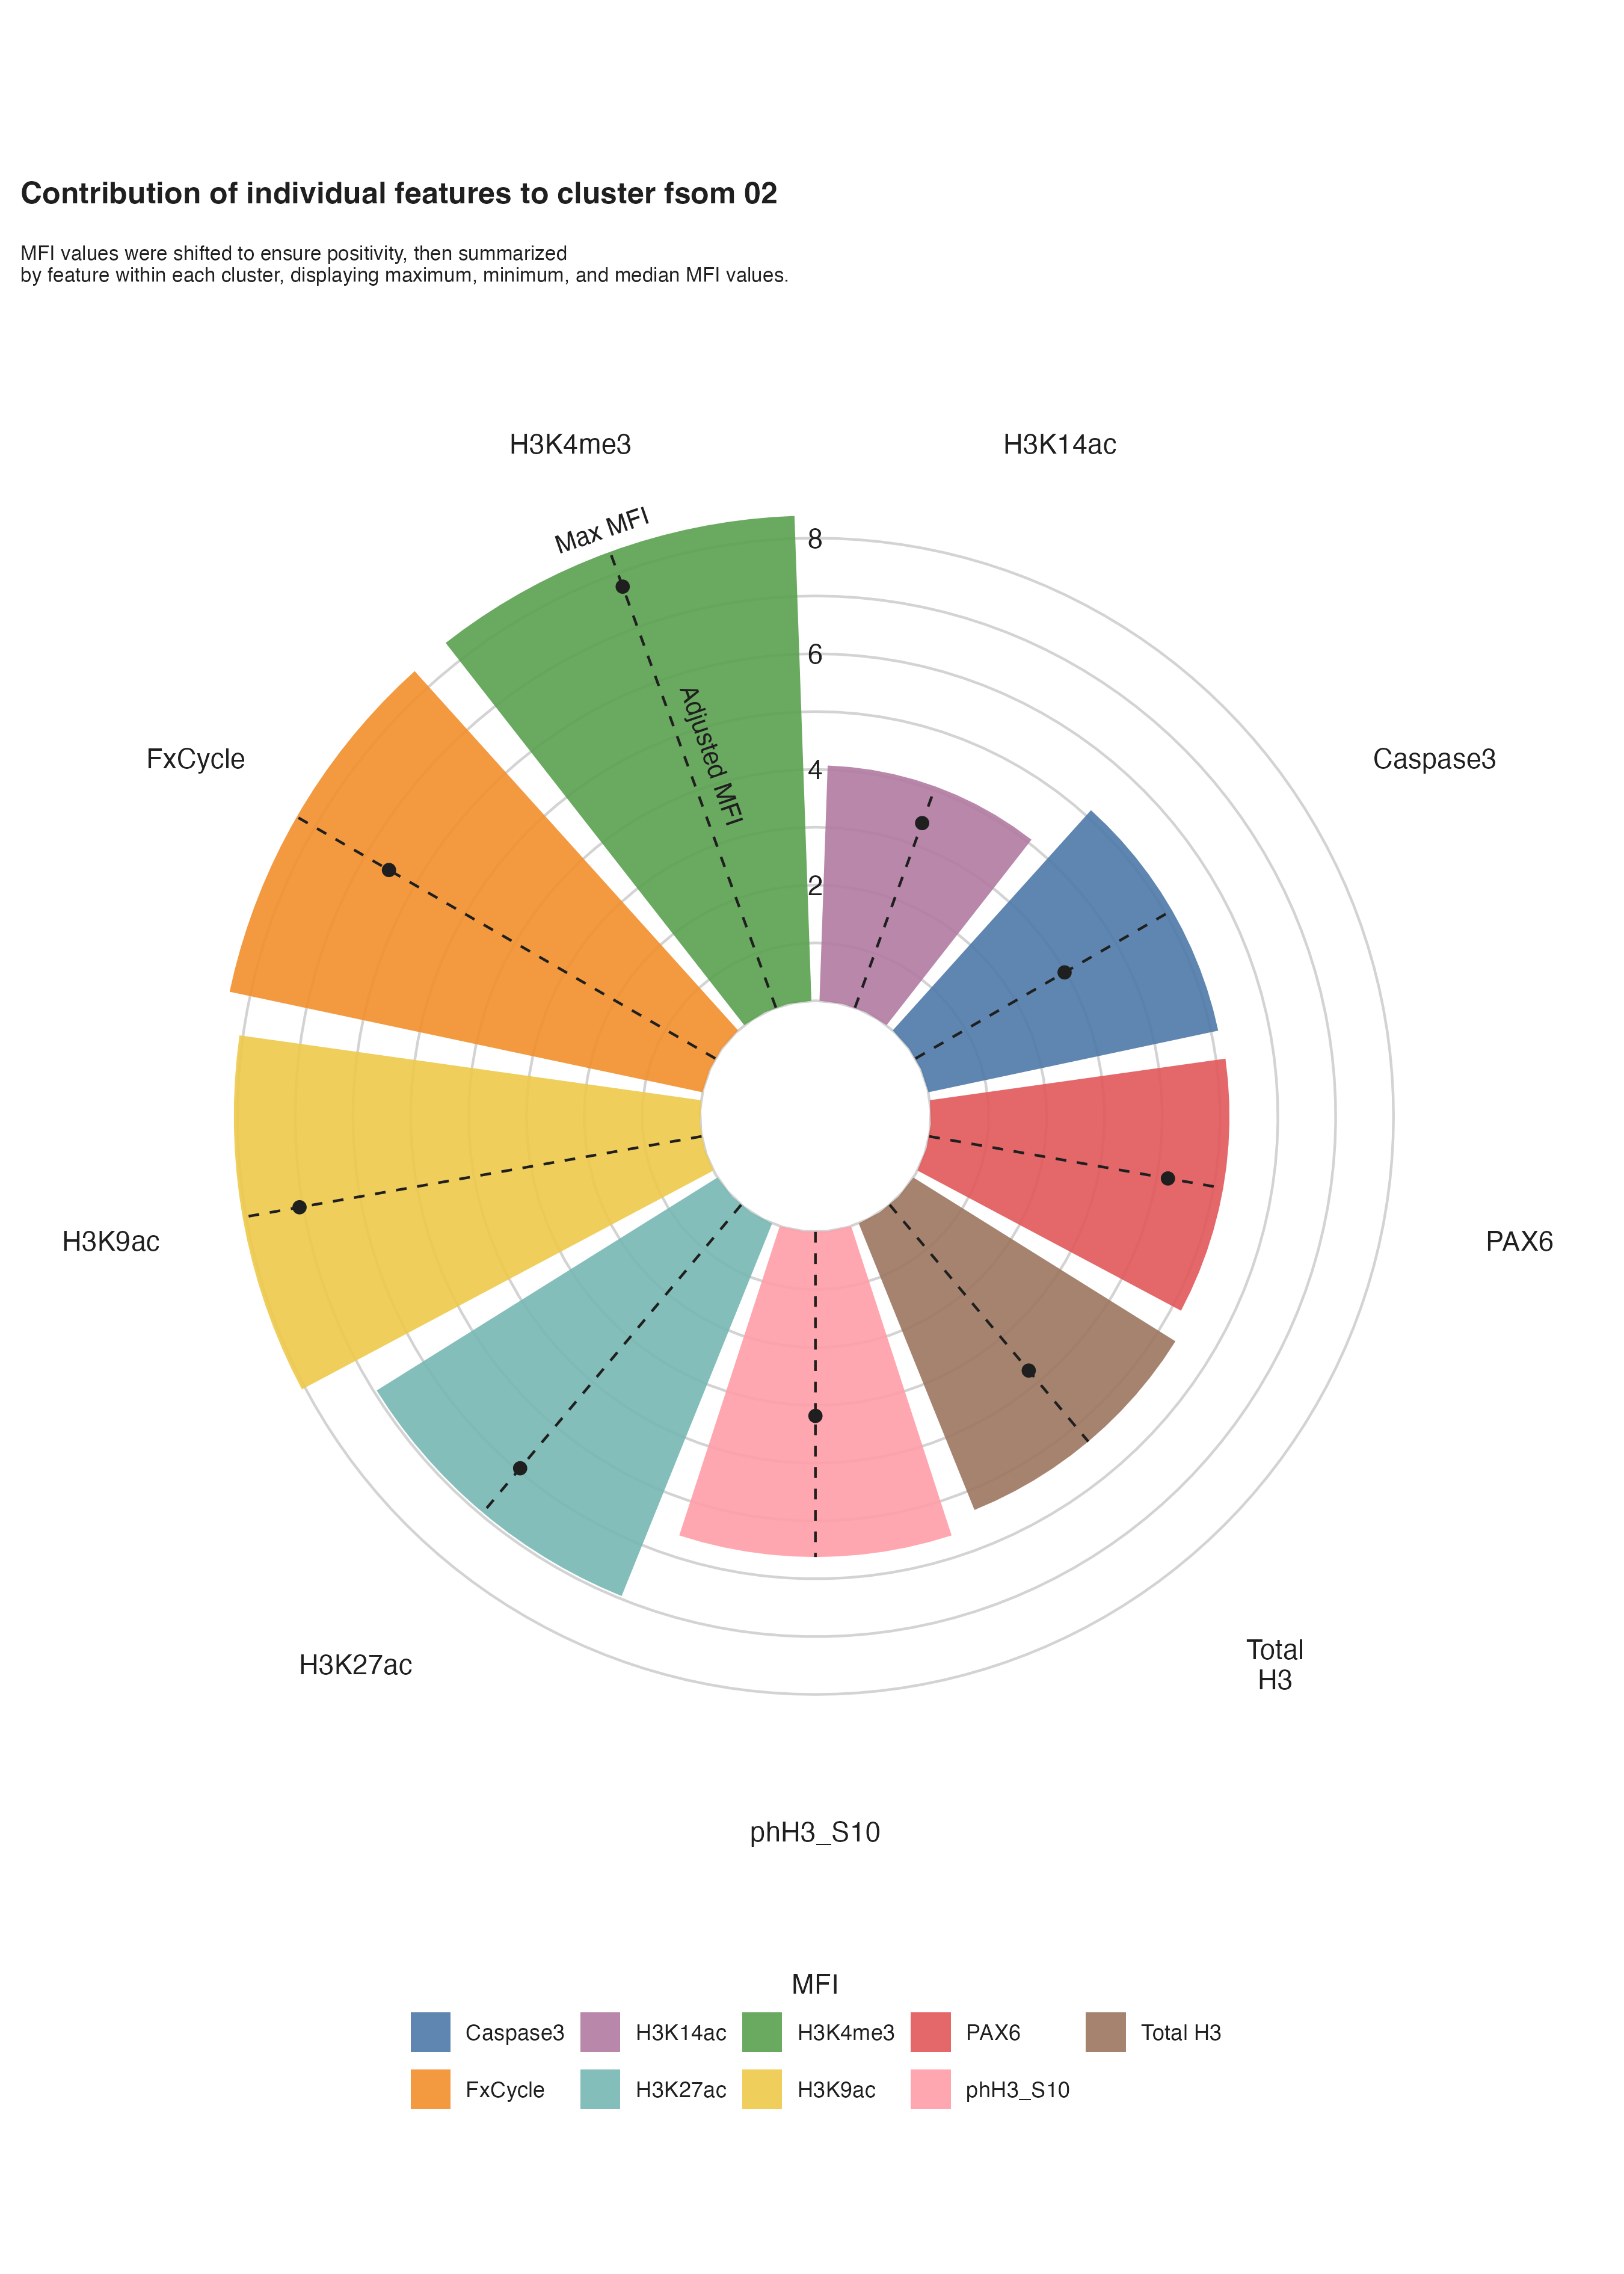 Contribution of individual features to cluster fsom 02
MFI values were shifted to ensure positivity, then summarized
by feature within each cluster, displaying maximum, minimum, and median MFI values.
H3K4me3
H3K14ac
Max MFI
8
6
Adjusted MFI
4
2
FxCycle
Caspase3
H3K9ac
PAX6
H3K27ac
Total
H3
phH3_S10
MFI
Caspase3
H3K14ac
H3K4me3
PAX6
Total H3
FxCycle
H3K27ac
H3K9ac
phH3_S10